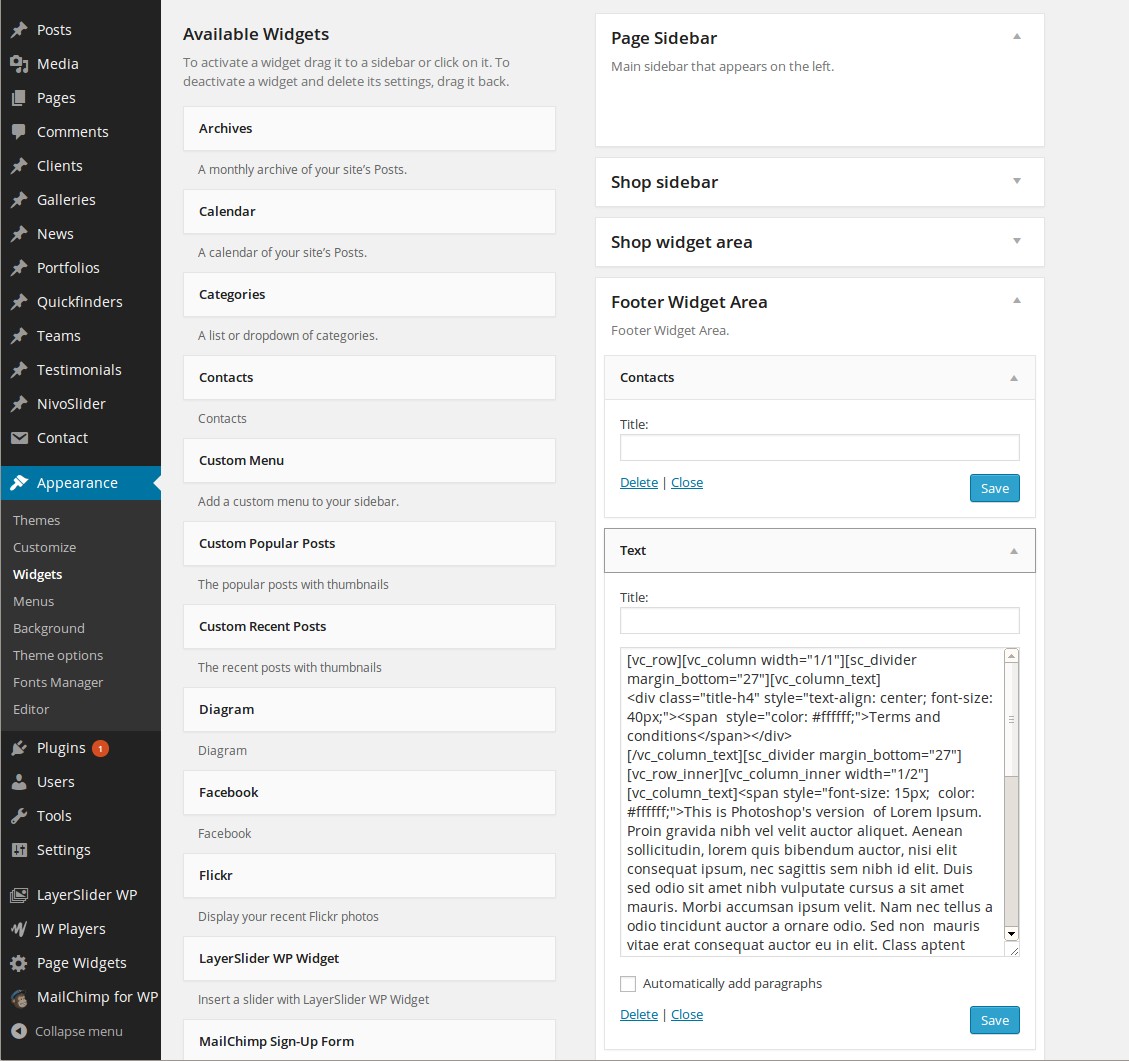 Posts
Media
Pages
Comments
Clients
Galleries
News
Portfolios
Quickfinders
Teams
Testimonials
NivoSlider
Contact
Appearance
Themes
Customize
Widgets
Menus
Background
Theme options
Fonts Manager
Editor
Plugins 1
Users
Tools
Settings
LayerSlider WP
JW Players
Page Widgets
MailChimp for WP
Collapse menu
Available Widgets
To activate a widget drag it to a sidebar or click on it. To
deactivate a widget and delete its settings, drag it back.
Archives
A monthly archive of your site's Posts.
Calendar
A calendar of your site's Posts.
Categories
A list or dropdown of categories.
Contacts
Contacts
Custom Menu
Add a custom menu to your sidebar.
Custom Popular Posts
The popular posts with thumbnails
Custom Recent Posts
The recent posts with thumbnails
Diagram
Diagram
Facebook
Facebook
Flickr
Display your recent Flickr photos
LayerSlider WP Widget
Insert a slider with LayerSlider WP Widget
MailChimp Sign-Up Form
Page Sidebar
Main sidebar that appears on the left.
Shop sidebar
Shop widget area
Footer Widget Area
Footer Widget Area.
Contacts
Title:
Delete | Close
Save
Text
Title:
[vc_row][vc_column width="1/1"][sc_divider
margin_bottom="27"][vc_column_text]
<div class="title-h4" style="text-align: center; font-size:
40px;"><span  style="color: #ffffff;">Terms and
conditions</span></div>
[/vc_column_text][sc_divider margin_bottom="27"]
[vc_row_inner][vc_column_inner width="1/2"]
[vc_column_text]<span style="font-size: 15px;  color:
#ffffff;">This is Photoshop's version  of Lorem Ipsum.
Proin gravida nibh vel velit auctor aliquet. Aenean
sollicitudin, lorem quis bibendum auctor, nisi elit
consequat ipsum, nec sagittis sem nibh id elit. Duis
sed odio sit amet nibh vulputate cursus a sit amet
mauris. Morbi accumsan ipsum velit. Nam nec tellus a
odio tincidunt auctor a ornare odio. Sed non  mauris
vitae erat consequat auctor eu in elit. Class aptent
Automatically add paragraphs
Delete | Close
Save